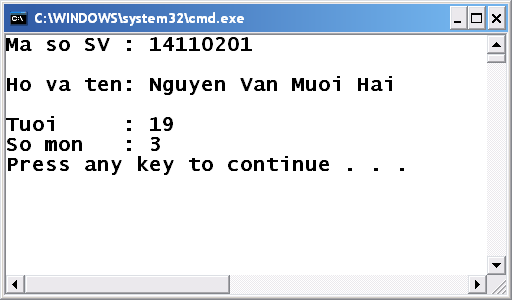 C:\WINDOWS\system32\cmd.exe
Ma so SV : 14110201
Ho va ten: Nguyen Van Muoi Hai
Tuoi     : 19
So mon   : 3
Press any key to continue . . .